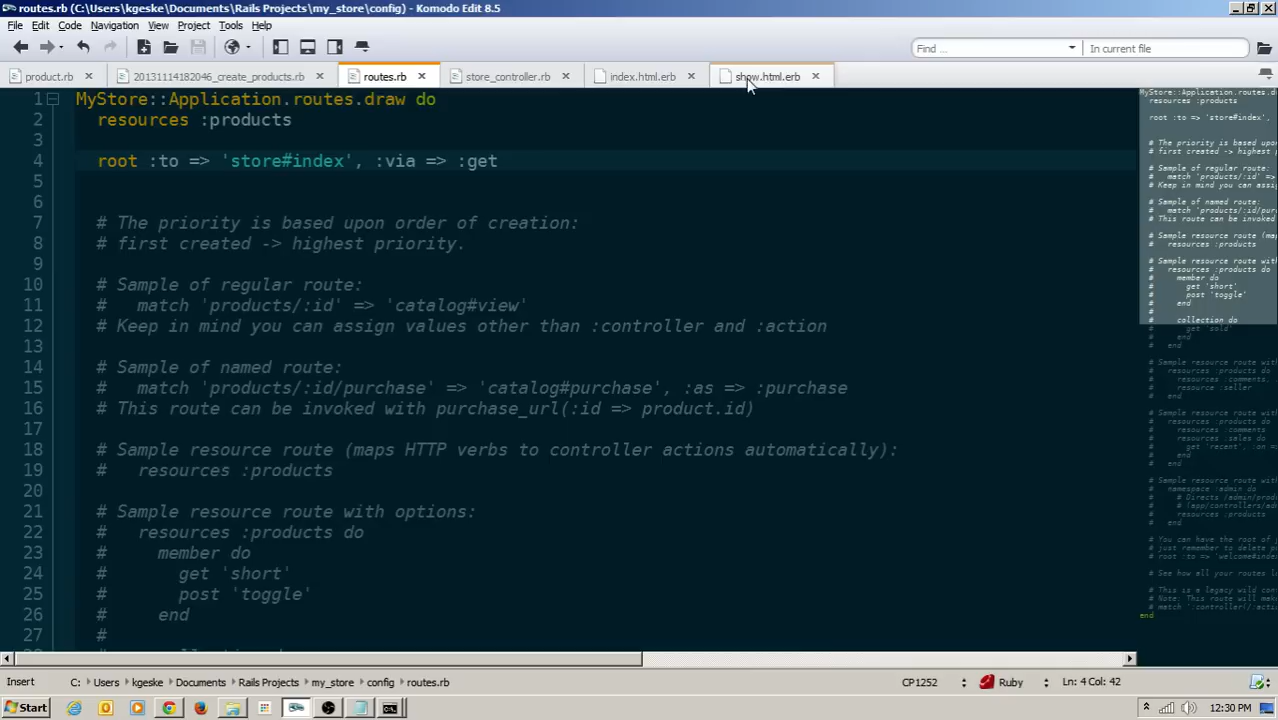 routes.rb (C:\Users\kgeske\Documents\Rails Projects\my_store\config) - Komodo Edit 8.5
File Edit Code Navigation View Project Tools Help
Find ... In current file
product.rb 20131114182046_create_products.rb routes.rb store_controller.rb index.html.erb show.html.erb
1 MyStore::Application.routes.draw do
2 resources :products
3
4 root :to => 'store#index', :via => :get
5
6
7 # The priority is based upon order of creation:
8 # first created -> highest priority.
9
10 # Sample of regular route:
11 #   match 'products/:id' => 'catalog#view'
12 # Keep in mind you can assign values other than :controller and :action
13
14 # Sample of named route:
15 #   match 'products/:id/purchase' => 'catalog#purchase', :as => :purchase
16 # This route can be invoked with purchase_url(:id => product.id)
17
18 # Sample resource route (maps HTTP verbs to controller actions automatically):
19 #   resources :products
20
21 # Sample resource route with options:
22 #   resources :products do
23 #     member do
24 #       get 'short'
25 #       post 'toggle'
26 #     end
27 #
Insert C: Users kgeske Documents Rails Projects my_store config routes.rb CP1252 Ruby Ln: 4 Col: 42
Start 12:30 PM